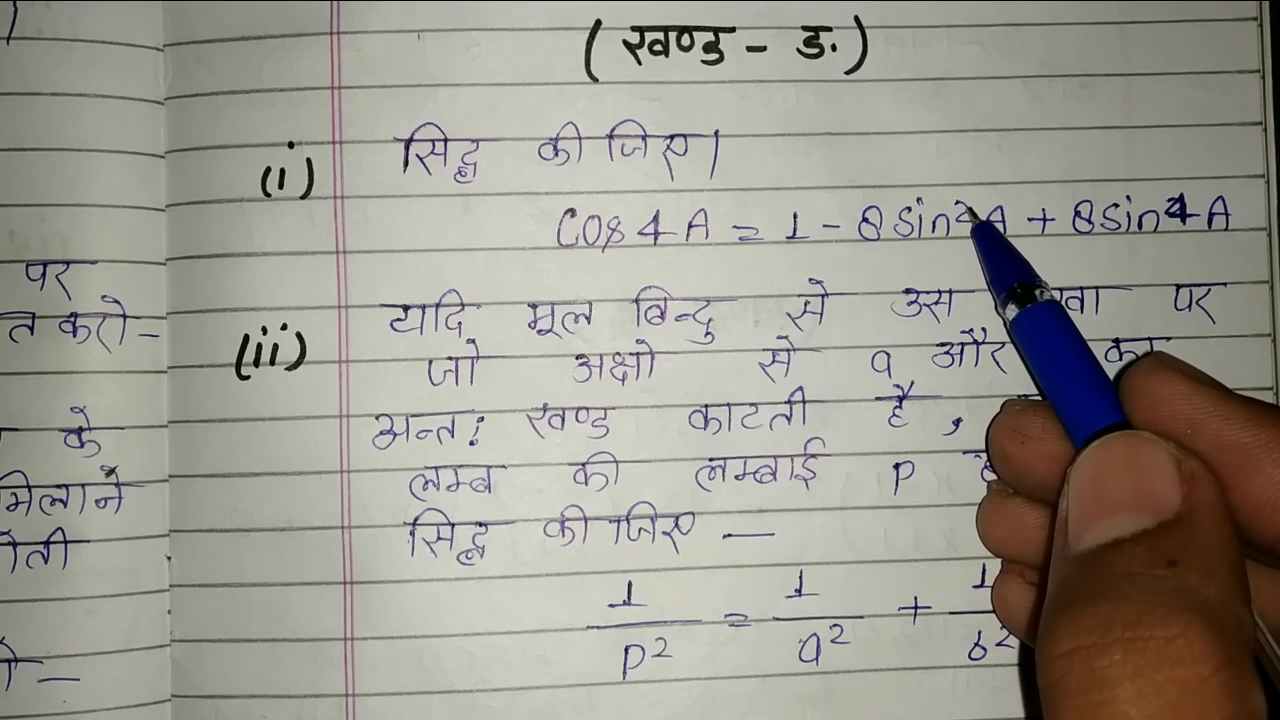 (खण्ड - ङ.)
(i) सिद्ध कीजिए।
Cos 4A = 1 - 8 sin²A + 8 sin⁴A
(ii) यदि मूल बिन्दु से उस पर
जो अक्षो से a और का
अन्तः खण्ड काटती है,
लम्ब की लम्बाई p
सिद्ध कीजिए —
1/p² = 1/a² + 1/b²
पर
त करो-
के
मिलाने